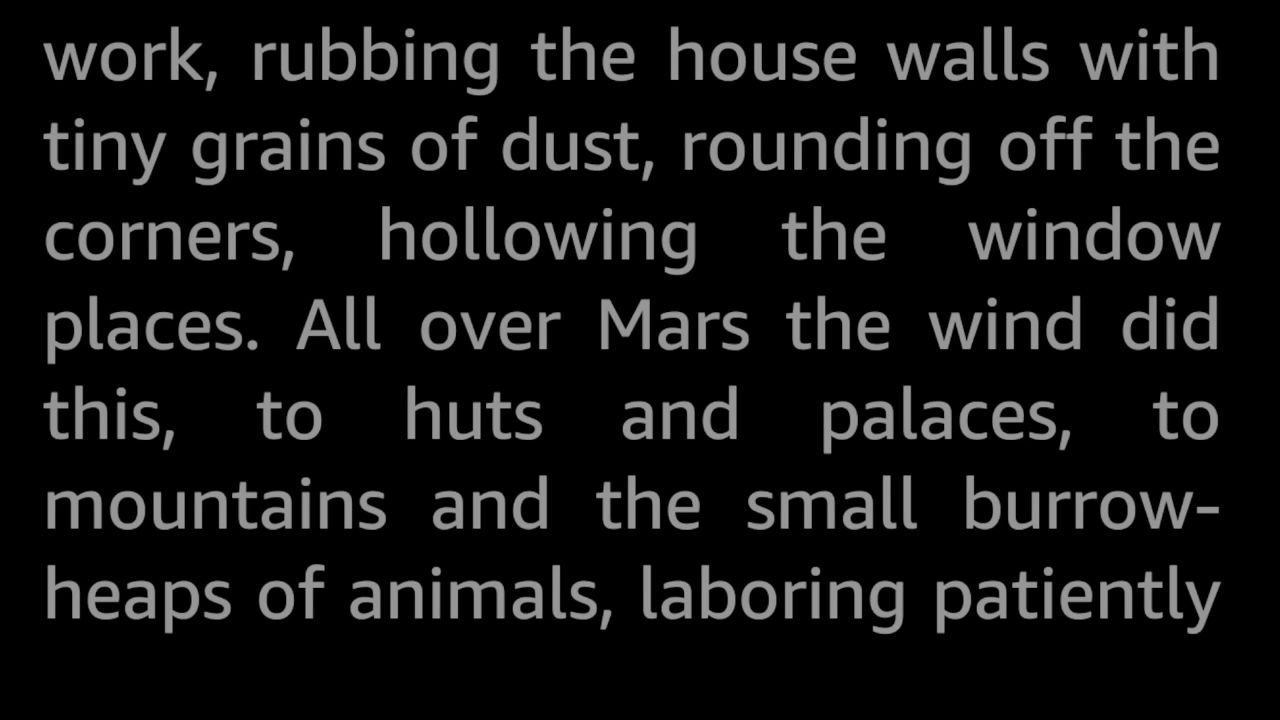 work, rubbing the house walls with
tiny grains of dust, rounding off the
corners, hollowing the window
places. All over Mars the wind did
this, to huts and palaces, to
mountains and the small burrow-
heaps of animals, laboring patiently